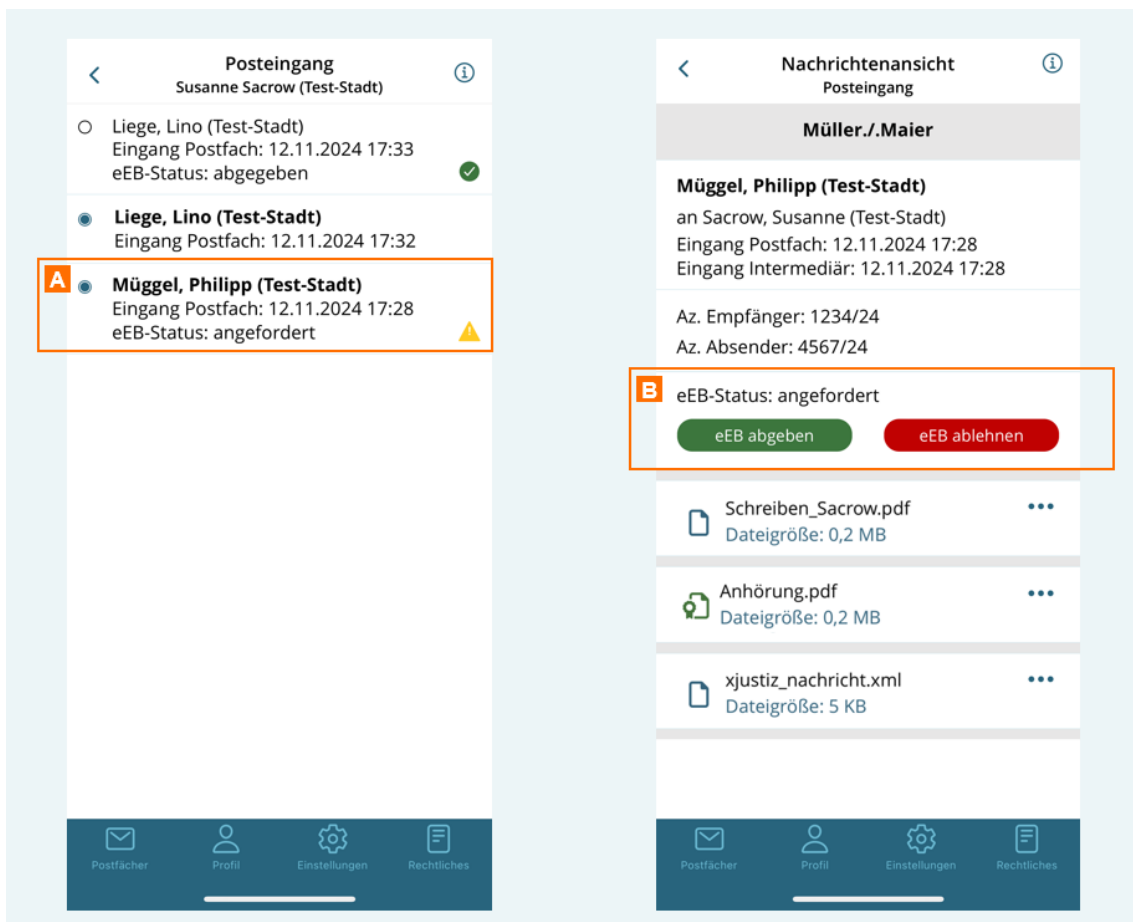 Posteingang
Susanne Sacrow (Test-Stadt)
Liege, Lino (Test-Stadt)
Eingang Postfach: 12.11.2024 17:33
eEB-Status: abgegeben
Liege, Lino (Test-Stadt)
Eingang Postfach: 12.11.2024 17:32
A
Müggel, Philipp (Test-Stadt)
Eingang Postfach: 12.11.2024 17:28
eEB-Status: angefordert
Postfächer Profil Einstellungen Rechtliches
Nachrichtenansicht
Posteingang
Müller./.Maier
Müggel, Philipp (Test-Stadt)
an Sacrow, Susanne (Test-Stadt)
Eingang Postfach: 12.11.2024 17:28
Eingang Intermediär: 12.11.2024 17:28
Az. Empfänger: 1234/24
Az. Absender: 4567/24
B
eEB-Status: angefordert
eEB abgeben eEB ablehnen
Schreiben_Sacrow.pdf
Dateigröße: 0,2 MB
Anhörung.pdf
Dateigröße: 0,2 MB
xjustiz_nachricht.xml
Dateigröße: 5 KB
Postfächer Profil Einstellungen Rechtliches